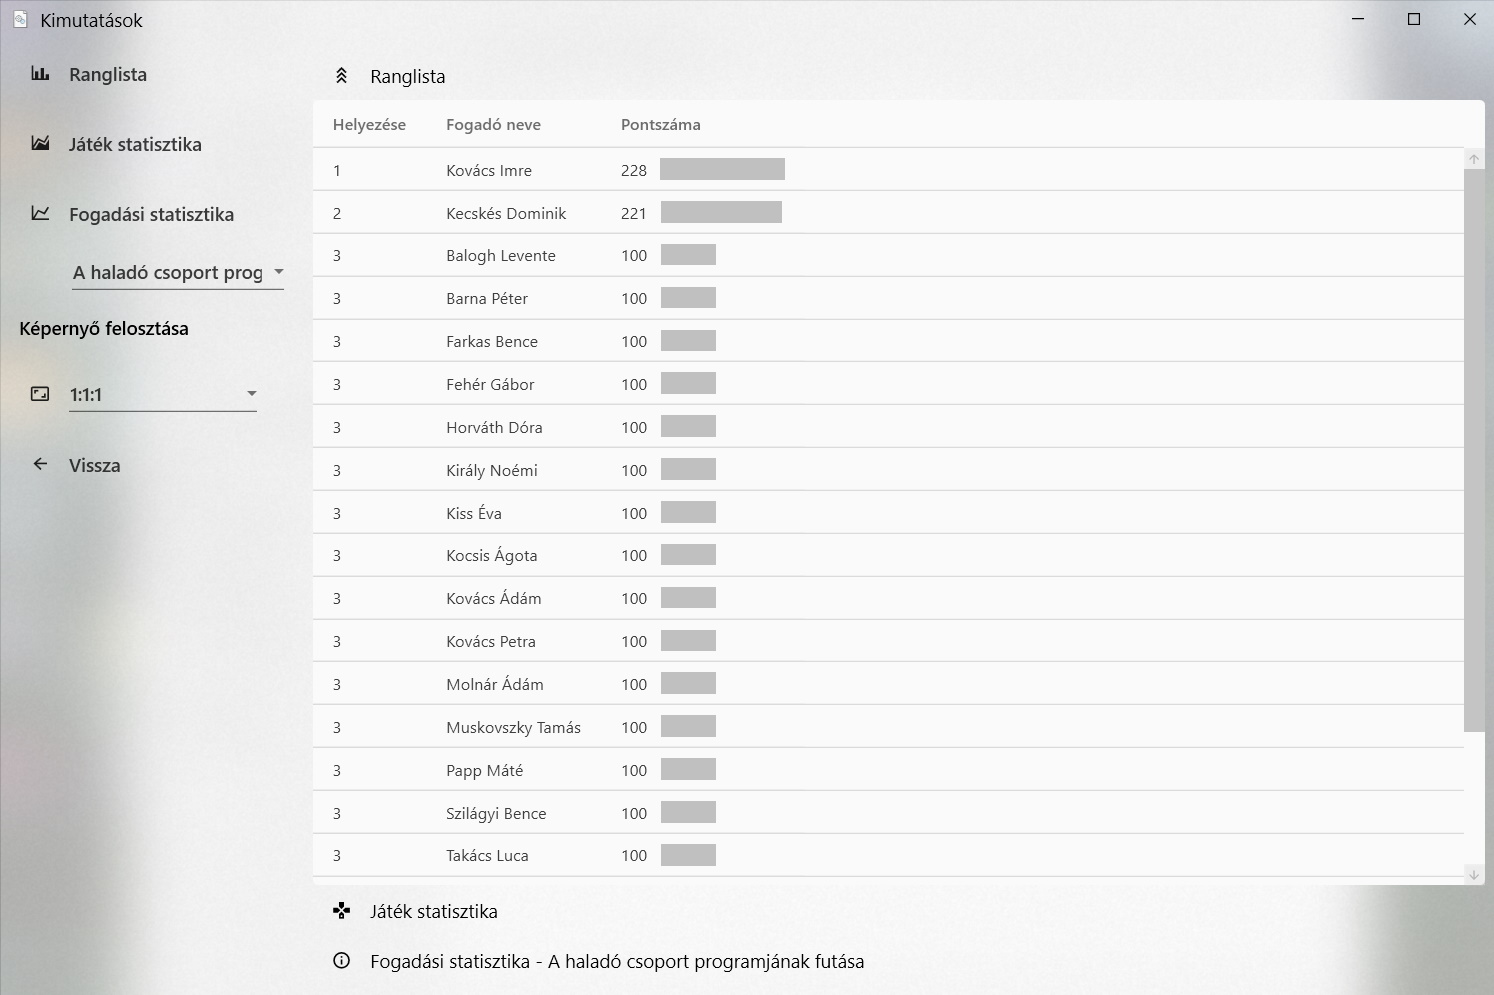 Kimutatások
Ranglista
Játék statisztika
Fogadási statisztika
A haladó csoport prog
Képernyő felosztása
1:1:1
Vissza
Ranglista
Helyezése Fogadó neve Pontszáma
1 Kovács Imre 228
2 Kecskés Dominik 221
3 Balogh Levente 100
3 Barna Péter 100
3 Farkas Bence 100
3 Fehér Gábor 100
3 Horváth Dóra 100
3 Király Noémi 100
3 Kiss Éva 100
3 Kocsis Ágota 100
3 Kovács Ádám 100
3 Kovács Petra 100
3 Molnár Ádám 100
3 Muskovszky Tamás 100
3 Papp Máté 100
3 Szilágyi Bence 100
3 Takács Luca 100
Játék statisztika
Fogadási statisztika - A haladó csoport programjának futása